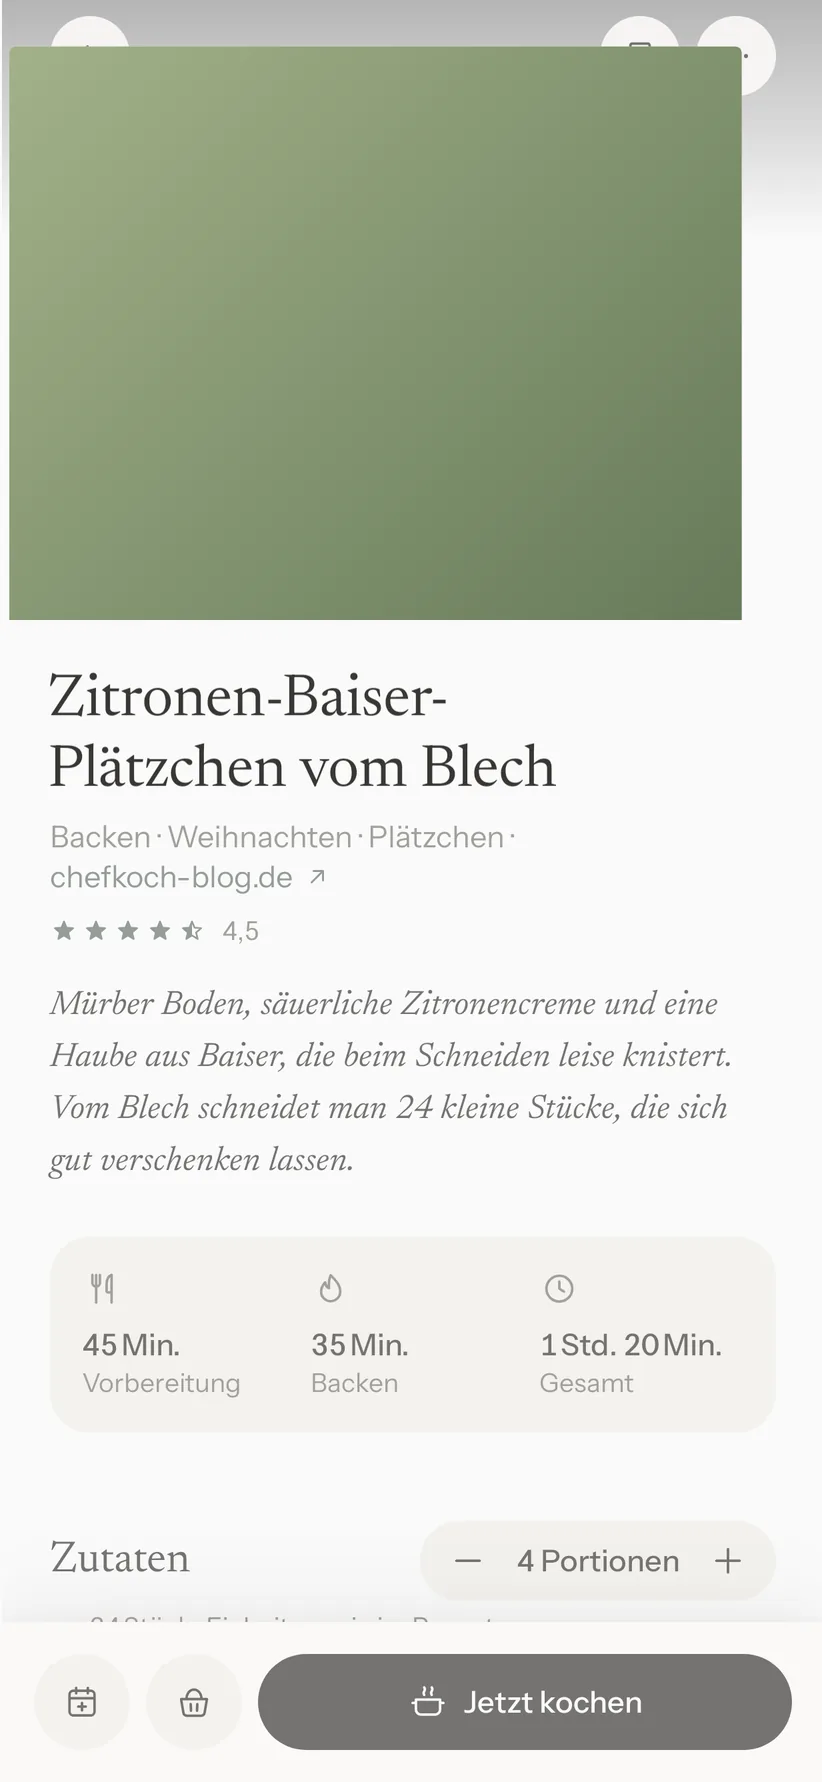 Zitronen-Baiser-
Plätzchen vom Blech
Backen · Weihnachten · Plätzchen ·
chefkoch-blog.de ↗
4,5
Mürber Boden, säuerliche Zitronencreme und eine
Haube aus Baiser, die beim Schneiden leise knistert.
Vom Blech schneidet man 24 kleine Stücke, die sich
gut verschenken lassen.
45 Min.
Vorbereitung
35 Min.
Backen
1 Std. 20 Min.
Gesamt
Zutaten
4 Portionen
Jetzt kochen